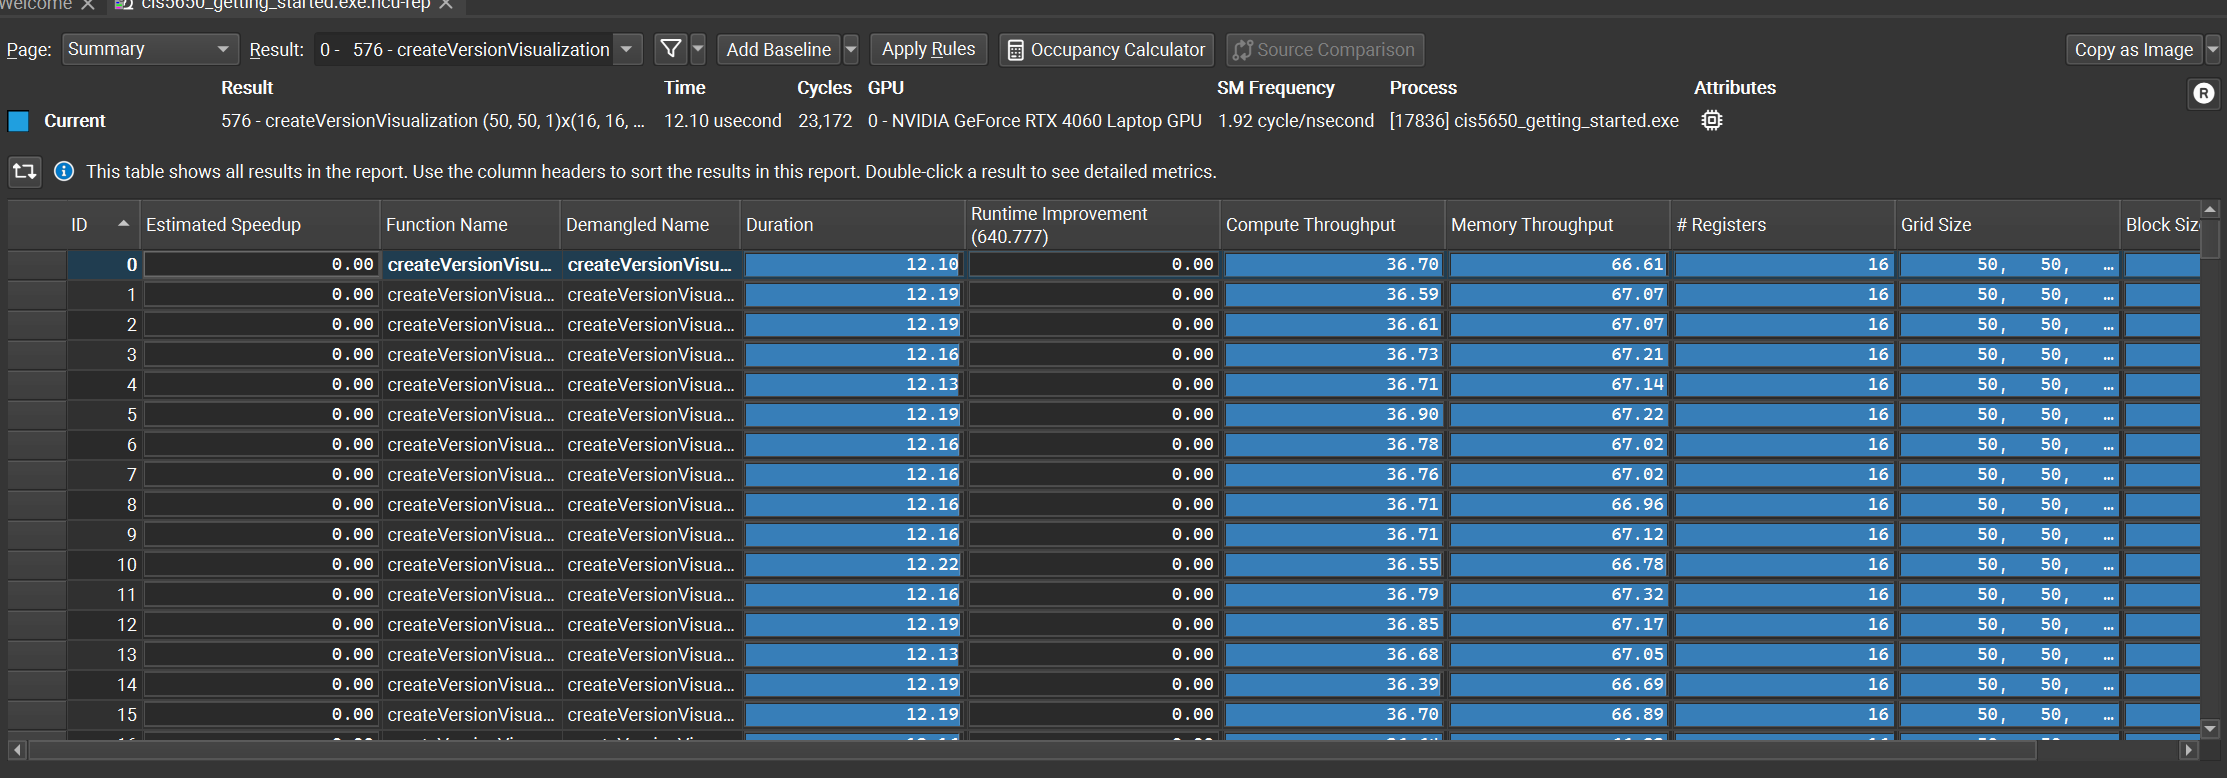 Welcome cis5650_getting_started.exe.ncu-rep
Page: Summary Result: 0 - 576 - createVersionVisualization Add Baseline Apply Rules Occupancy Calculator Source Comparison Copy as Image
Result Time Cycles GPU SM Frequency Process Attributes
R
Current 576 - createVersionVisualization (50, 50, 1)x(16, 16, ... 12.10 usecond 23,172 0 - NVIDIA GeForce RTX 4060 Laptop GPU 1.92 cycle/nsecond [17836] cis5650_getting_started.exe
This table shows all results in the report. Use the column headers to sort the results in this report. Double-click a result to see detailed metrics.
ID Estimated Speedup Function Name Demangled Name Duration Runtime Improvement (640.777) Compute Throughput Memory Throughput # Registers Grid Size Block Siz
0 0.00 createVersionVisu... createVersionVisu... 12.10 0.00 36.70 66.61 16 50, 50, ...
1 0.00 createVersionVisua... createVersionVisua... 12.19 0.00 36.59 67.07 16 50, 50, ...
2 0.00 createVersionVisua... createVersionVisua... 12.19 0.00 36.61 67.07 16 50, 50, ...
3 0.00 createVersionVisua... createVersionVisua... 12.16 0.00 36.73 67.21 16 50, 50, ...
4 0.00 createVersionVisua... createVersionVisua... 12.13 0.00 36.71 67.14 16 50, 50, ...
5 0.00 createVersionVisua... createVersionVisua... 12.19 0.00 36.90 67.22 16 50, 50, ...
6 0.00 createVersionVisua... createVersionVisua... 12.16 0.00 36.78 67.02 16 50, 50, ...
7 0.00 createVersionVisua... createVersionVisua... 12.16 0.00 36.76 67.02 16 50, 50, ...
8 0.00 createVersionVisua... createVersionVisua... 12.16 0.00 36.71 66.96 16 50, 50, ...
9 0.00 createVersionVisua... createVersionVisua... 12.16 0.00 36.71 67.12 16 50, 50, ...
10 0.00 createVersionVisua... createVersionVisua... 12.22 0.00 36.55 66.78 16 50, 50, ...
11 0.00 createVersionVisua... createVersionVisua... 12.16 0.00 36.79 67.32 16 50, 50, ...
12 0.00 createVersionVisua... createVersionVisua... 12.19 0.00 36.85 67.17 16 50, 50, ...
13 0.00 createVersionVisua... createVersionVisua... 12.13 0.00 36.68 67.05 16 50, 50, ...
14 0.00 createVersionVisua... createVersionVisua... 12.19 0.00 36.39 66.69 16 50, 50, ...
15 0.00 createVersionVisua... createVersionVisua... 12.19 0.00 36.70 66.89 16 50, 50, ...